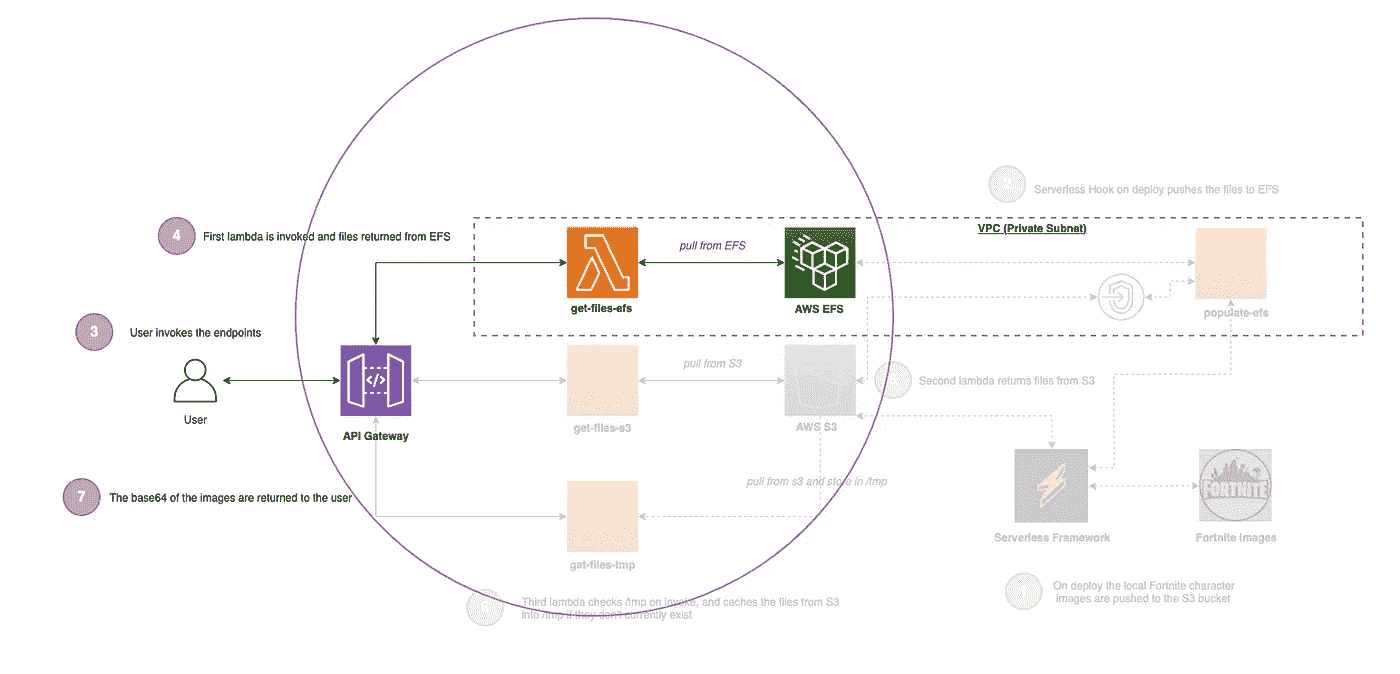 2
Serverless Hook on deploy pushes the files to EFS
4
First lambda is invoked and files returned from EFS
VPC (Private Subnet)
pull from EFS
get-files-efs
AWS EFS
populate-efs
3
User invokes the endpoints
User
API Gateway
pull from S3
get-files-s3
AWS S3
Second lambda returns files from S3
7
The base64 of the images are returned to the user
pull from s3 and store in /tmp
get-files-tmp
FORTNITE
Serverless Framework
Fortnite Images
Third lambda checks /tmp on invoke, and caches the files from S3
into /tmp if they don't currently exist
On deploy the local Fortnite character
images are pushed to the S3 bucket